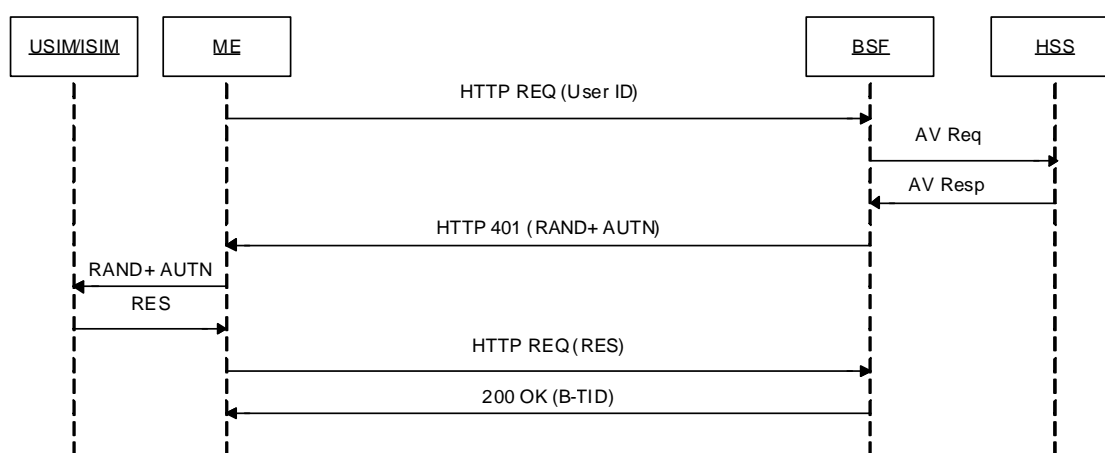 USIM/ISIM
ME
BSF
HSS
HTTP REQ (User ID)
AV Req
AV Resp
HTTP 401 (RAND+ AUTN)
RAND+ AUTN
RES
HTTP REQ (RES)
200 OK (B-TID)